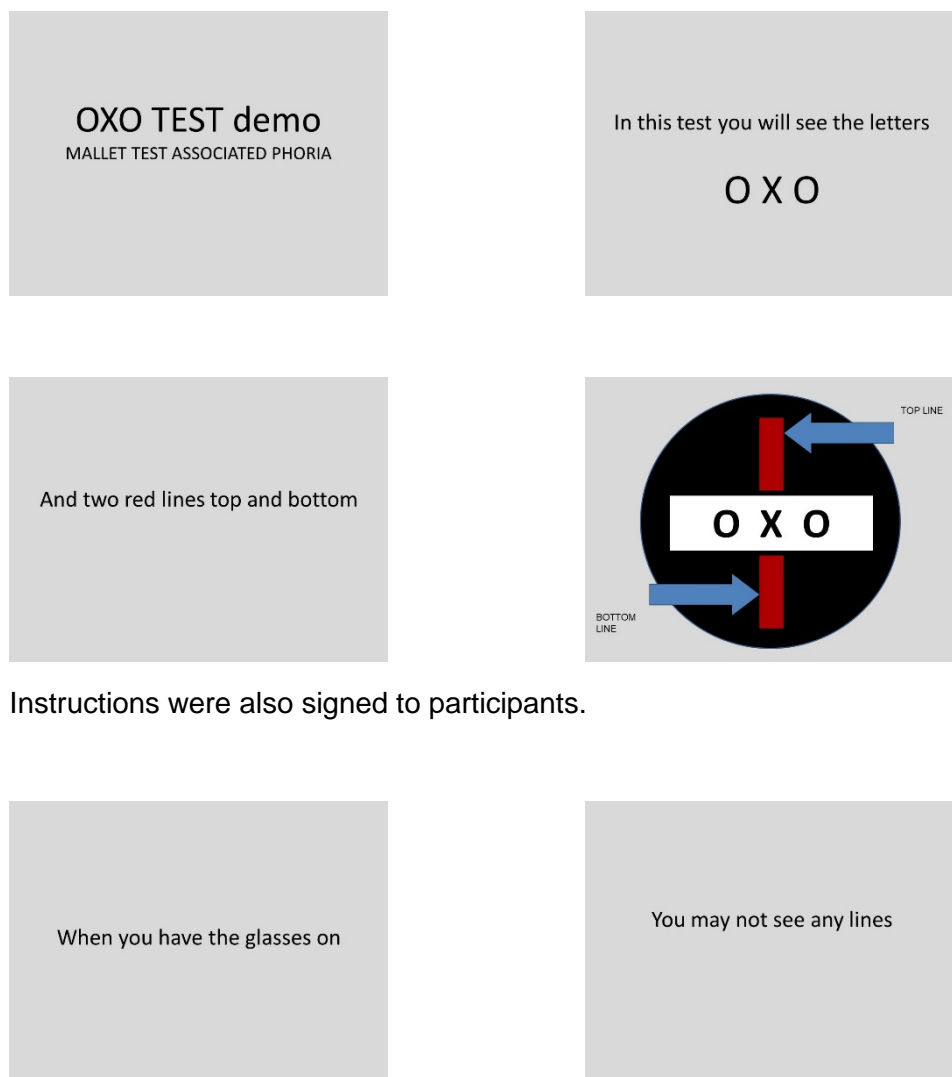 OXO TEST demo
MALLET TEST ASSOCIATED PHORIA
In this test you will see the letters
O X O
And two red lines top and bottom
TOP LINE
O X O
BOTTOM
LINE
Instructions were also signed to participants.
When you have the glasses on
You may not see any lines